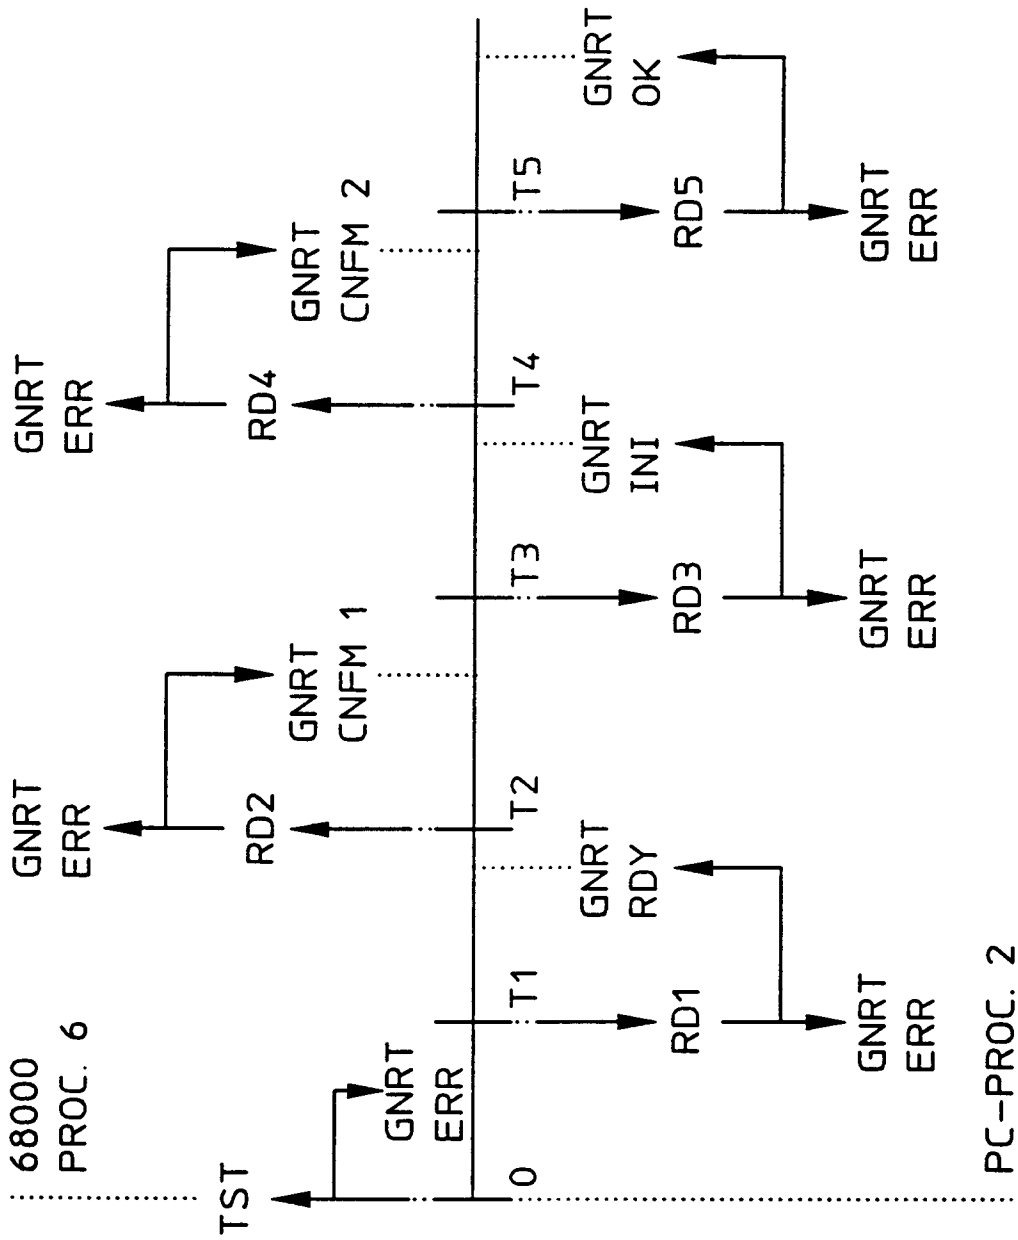 68000
PROC. 6
TST
GNRT
ERR
0
T1
RD1
GNRT
ERR
GNRT
RDY
T2
RD2
GNRT
ERR
GNRT
CNFM 1
T3
RD3
GNRT
ERR
GNRT
INI
T4
RD4
GNRT
ERR
GNRT
CNFM 2
T5
RD5
GNRT
ERR
GNRT
OK
PC-PROC. 2